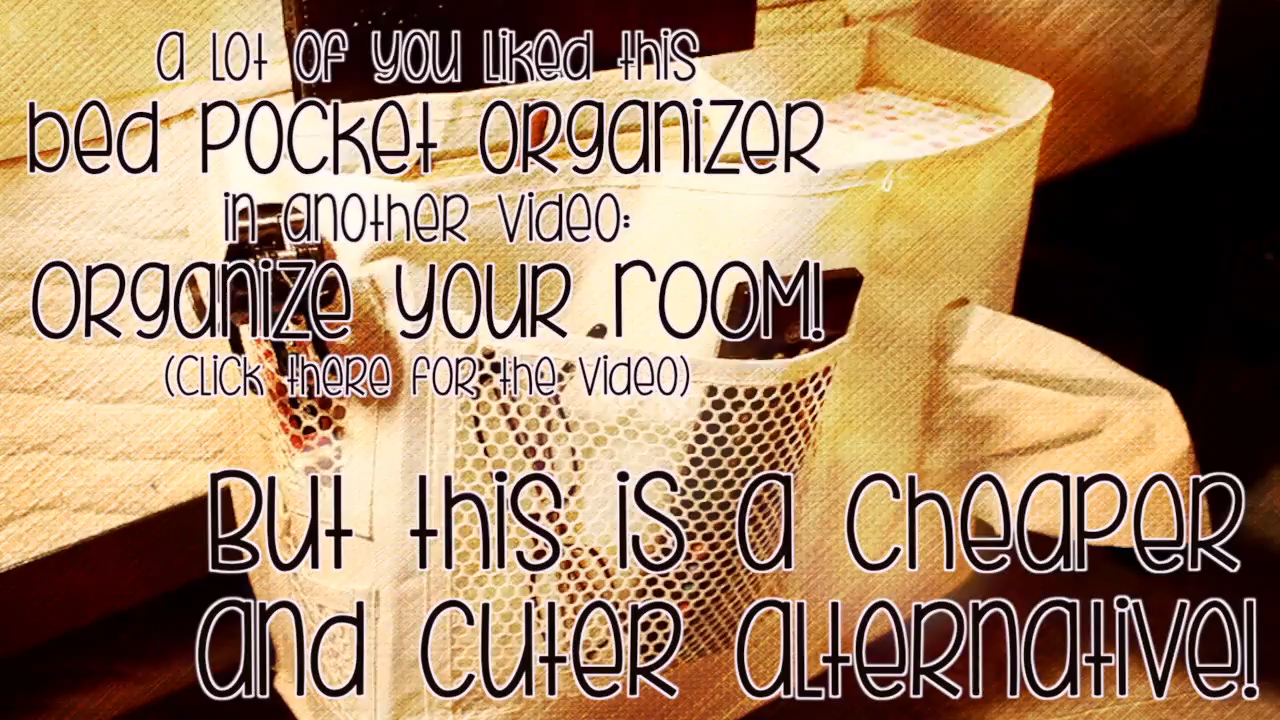 a lot of you liked this
bed pocket organizer
in another video:
organize your room!
(click there for the video)
But this is a cheaper
and cuter alternative!